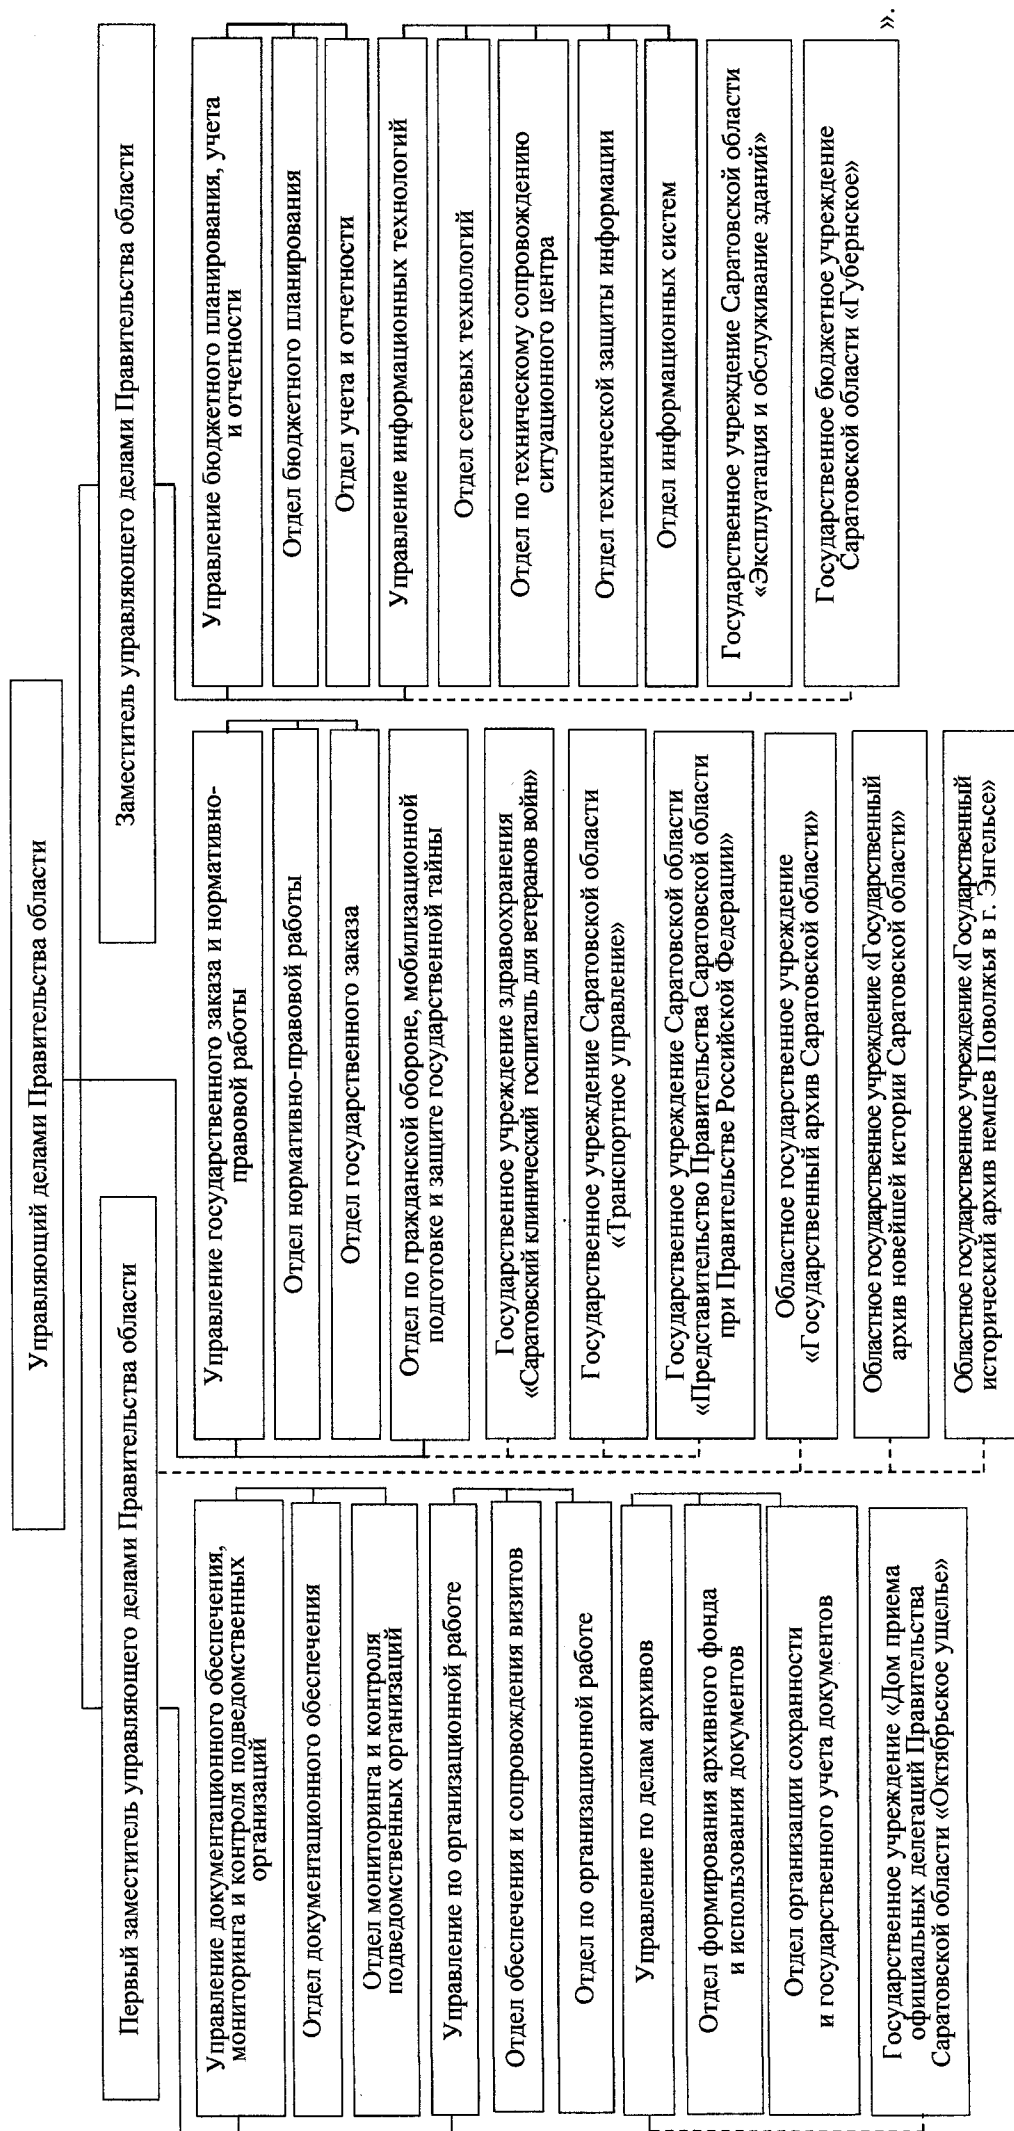 Управляющий делами Правительства области
Первый заместитель управляющего делами Правительства области
Заместитель управляющего делами Правительства области
Управление документационного обеспечения,
мониторинга и контроля подведомственных
организаций
Отдел документационного обеспечения
Отдел мониторинга и контроля
подведомственных организаций
Управление по организационной работе
Отдел обеспечения и сопровождения визитов
Отдел по организационной работе
Управление по делам архивов
Отдел формирования архивного фонда
и использования документов
Отдел организации сохранности
и государственного учета документов
Государственное учреждение «Дом приема
официальных делегаций Правительства
Саратовской области «Октябрьское ущелье»
Управление государственного заказа и нормативно-
правовой работы
Отдел нормативно-правовой работы
Отдел государственного заказа
Отдел по гражданской обороне, мобилизационной
подготовке и защите государственной тайны
Государственное учреждение здравоохранения
«Саратовский клинический госпиталь для ветеранов войн»
Государственное учреждение Саратовской области
«Транспортное управление»
Государственное учреждение Саратовской области
«Представительство Правительства Саратовской области
при Правительстве Российской Федерации»
Областное государственное учреждение
«Государственный архив Саратовской области»
Областное государственное учреждение «Государственный
архив новейшей истории Саратовской области»
Областное государственное учреждение «Государственный
исторический архив немцев Поволжья в г. Энгельсе»
Управление бюджетного планирования, учета
и отчетности
Отдел бюджетного планирования
Отдел учета и отчетности
Управление информационных технологий
Отдел сетевых технологий
Отдел по техническому сопровождению
ситуационного центра
Отдел технической защиты информации
Отдел информационных систем
Государственное учреждение Саратовской области
«Эксплуатация и обслуживание зданий»
Государственное бюджетное учреждение
Саратовской области «Губернское»
».